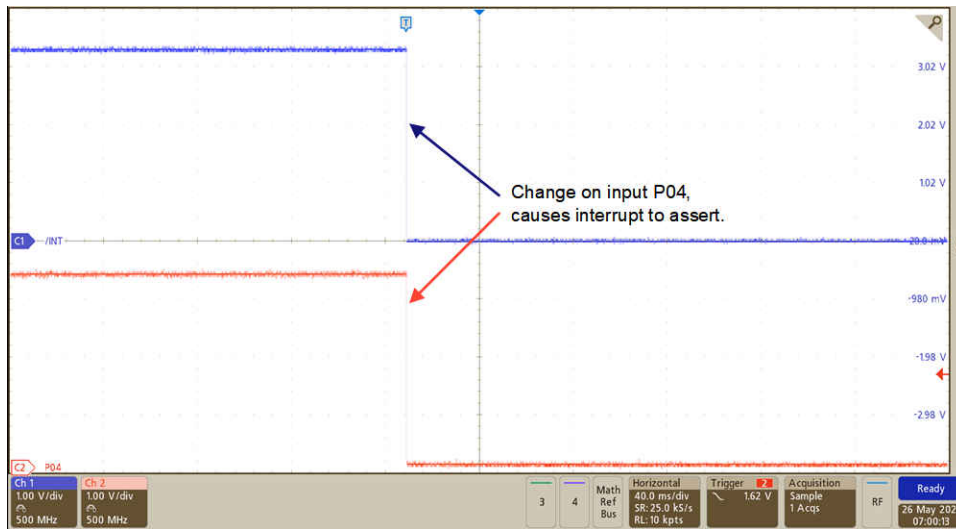 T
3.02 V
2.02 V
1.02 V
Change on input P04,
causes interrupt to assert.
C1 /INT
-20.0 mV
-980 mV
-1.98 V
-2.98 V
C2 P04
Ch 1
1.00 V/div
500 MHz
Ch 2
1.00 V/div
500 MHz
3
4
Math
Ref
Bus
Horizontal
40.0 ms/div
SR: 25.0 kS/s
RL: 10 kpts
Trigger 2
1.62 V
Acquisition
Sample
1 Acqs
RF
Ready
26 May 202
07:00:13